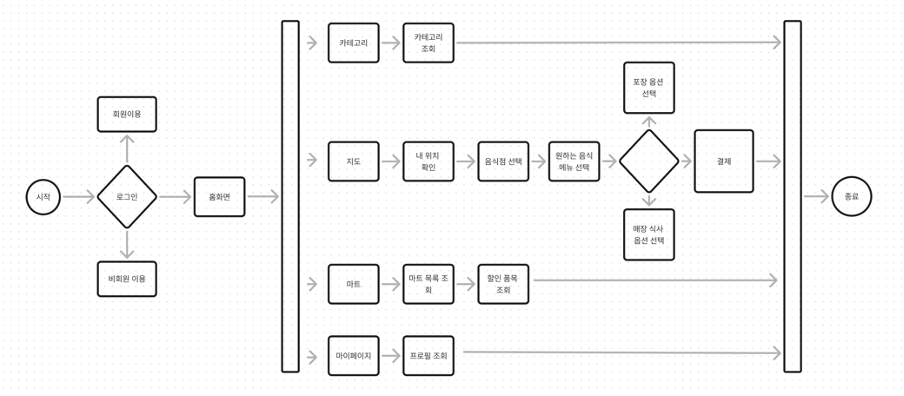 시작
로그인
회원이용
비회원 이용
홈화면
카테고리
카테고리
조회
지도
내 위치
확인
음식점 선택
원하는 음식
메뉴 선택
포장 옵션
선택
매장 식사
옵션 선택
결제
마트
마트 목록 조
회
할인 품목
조회
마이페이지
프로필 조회
종료